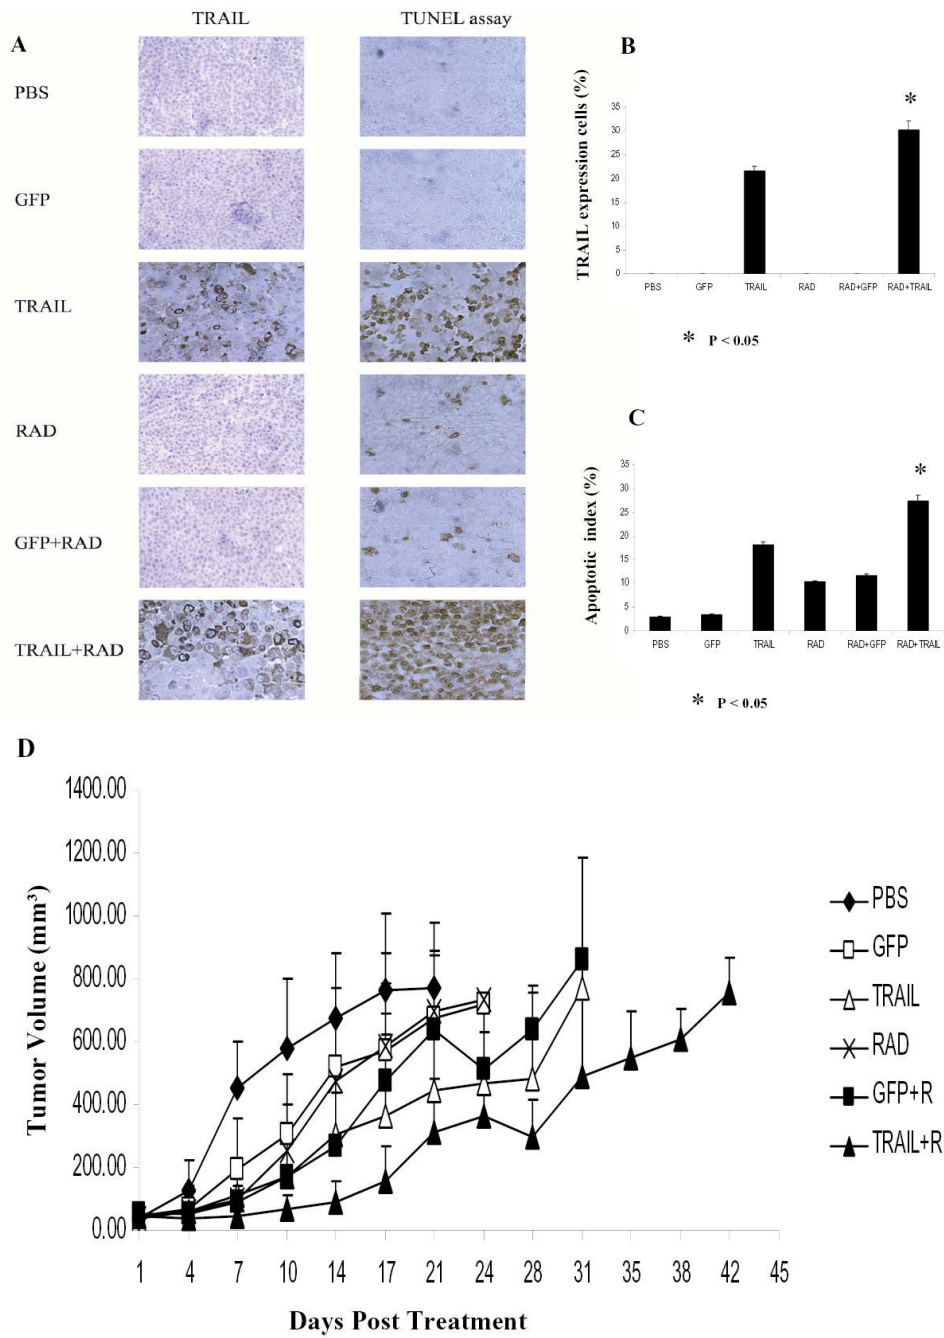 A
TRAIL
TUNEL assay
PBS
GFP
TRAIL
RAD
GFP+RAD
TRAIL+RAD
B
TRAIL expression cells (%)
35
30
25
20
15
10
5
0
PBS GFP TRAIL RAD RAD+GFP RAD+TRAIL
*
* P < 0.05
C
Apoptotic index (%)
35
30
25
20
15
10
5
0
PBS GFP TRAIL RAD RAD+GFP RAD+TRAIL
*
* P < 0.05
D
Tumor Volume (mm³)
1400.00
1200.00
1000.00
800.00
600.00
400.00
200.00
0.00
1 4 7 10 14 17 21 24 28 31 35 38 42 45
Days Post Treatment
PBS
GFP
TRAIL
RAD
GFP+R
TRAIL+R